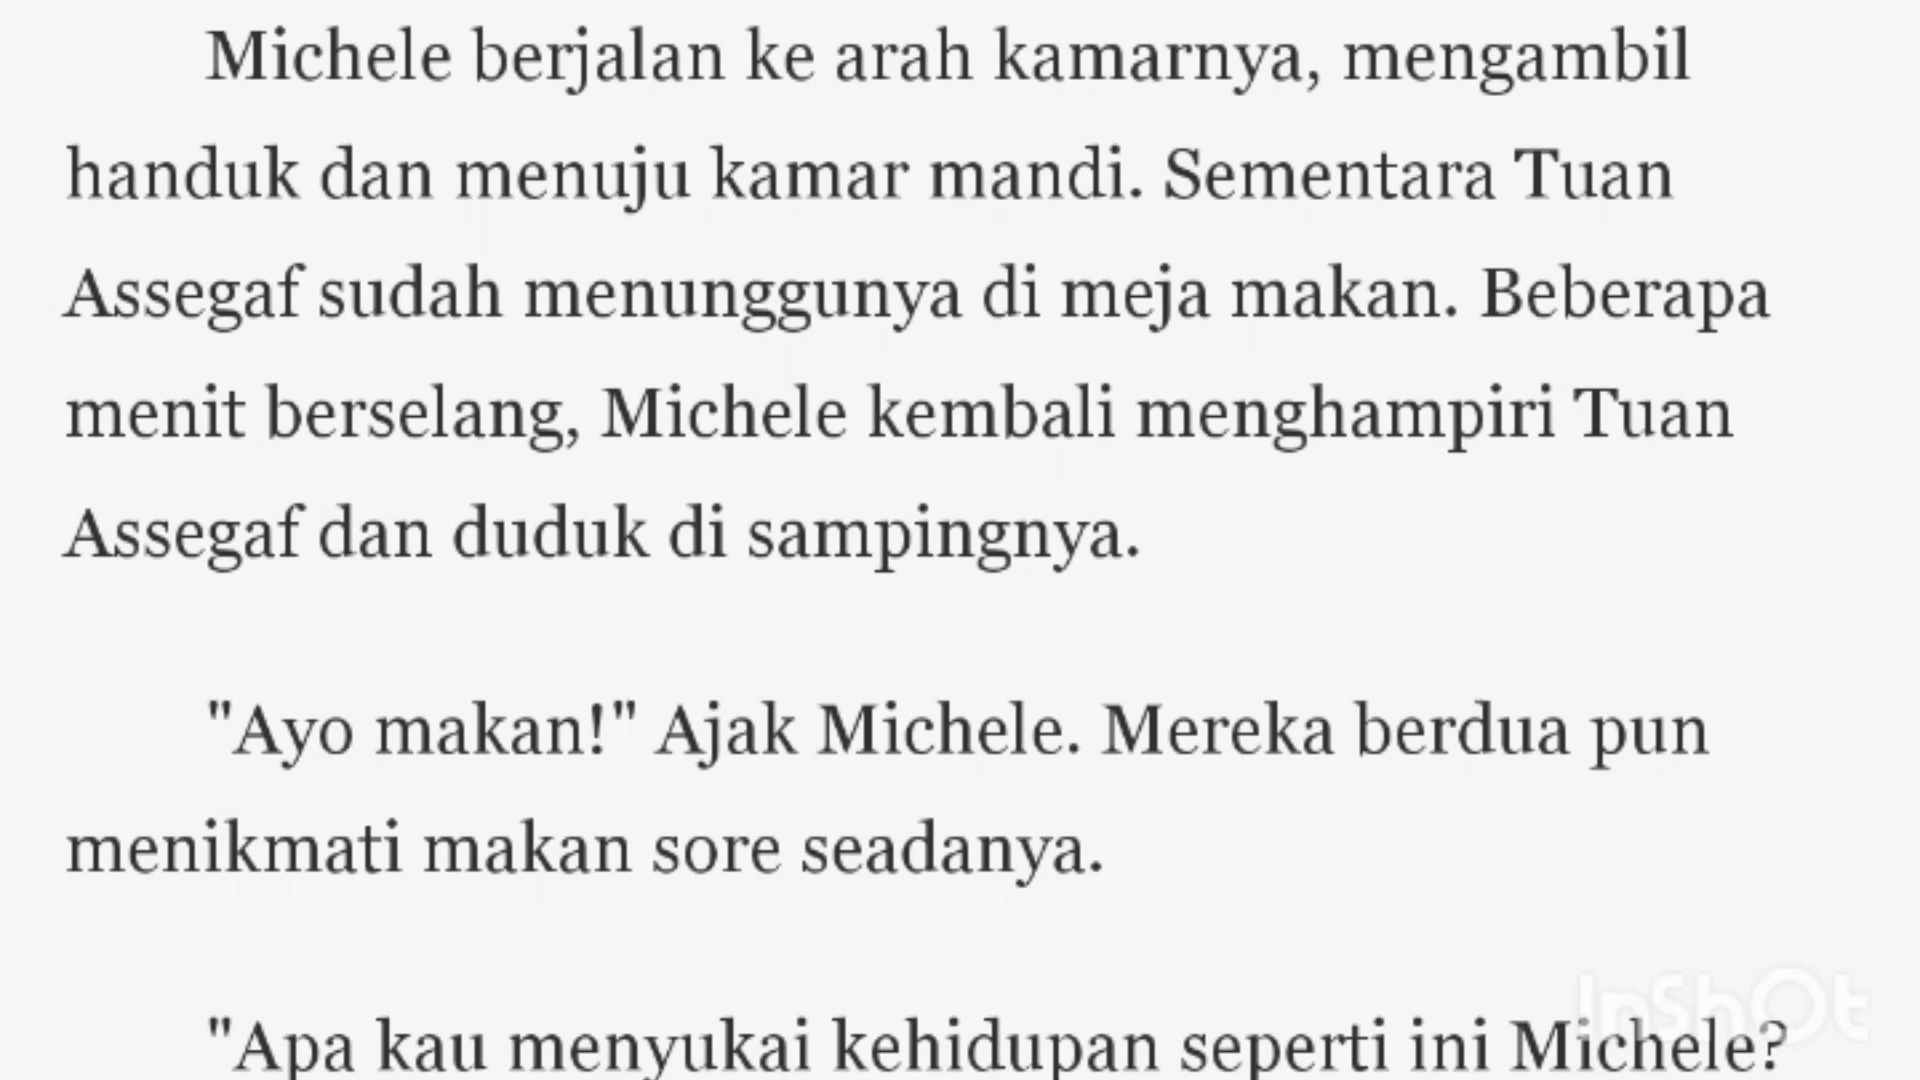 Michele berjalan ke arah kamarnya, mengambil
handuk dan menuju kamar mandi. Sementara Tuan
Assegaf sudah menunggunya di meja makan. Beberapa
menit berselang, Michele kembali menghampiri Tuan
Assegaf dan duduk di sampingnya.
"Ayo makan!" Ajak Michele. Mereka berdua pun
menikmati makan sore seadanya.
"Apa kau menyukai kehidupan seperti ini Michele?
InShOt